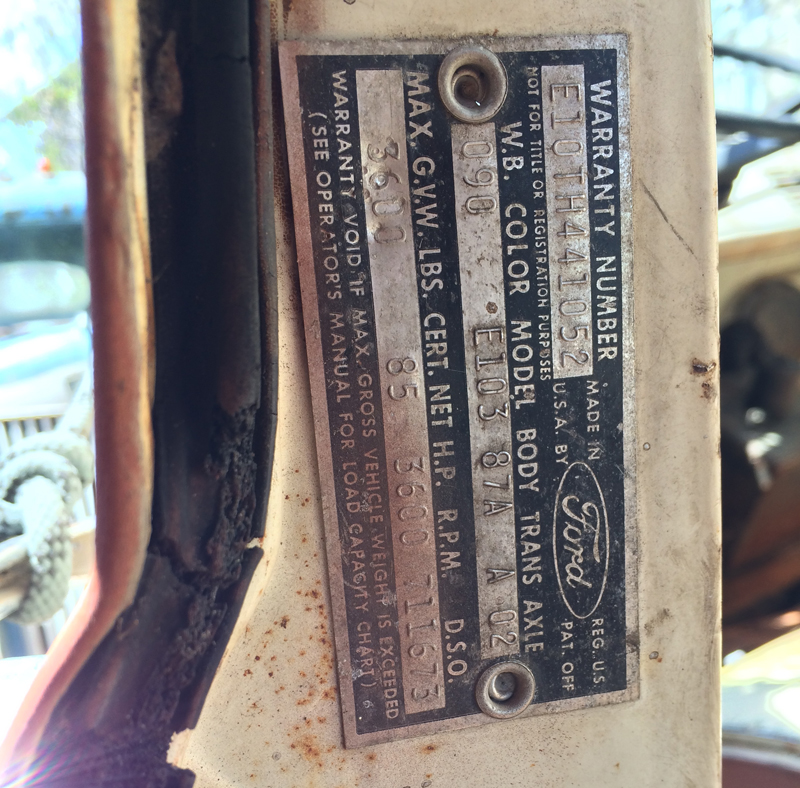 WARRANTY NUMBER
E10TH441052
MADE IN
U.S.A. BY
Ford
REG. U.S.
PAT. OFF
NOT FOR TITLE OR REGISTRATION PURPOSES
W.B. COLOR MODEL BODY TRANS AXLE
090 E103 87A A 02
MAX. G.V.W. LBS. CERT. NET H.P. R.P.M. D.S.O.
3600 85 3600 711673
WARRANTY VOID IF MAX. GROSS VEHICLE WEIGHT IS EXCEEDED
(SEE OPERATOR'S MANUAL FOR LOAD CAPACITY CHART) 6